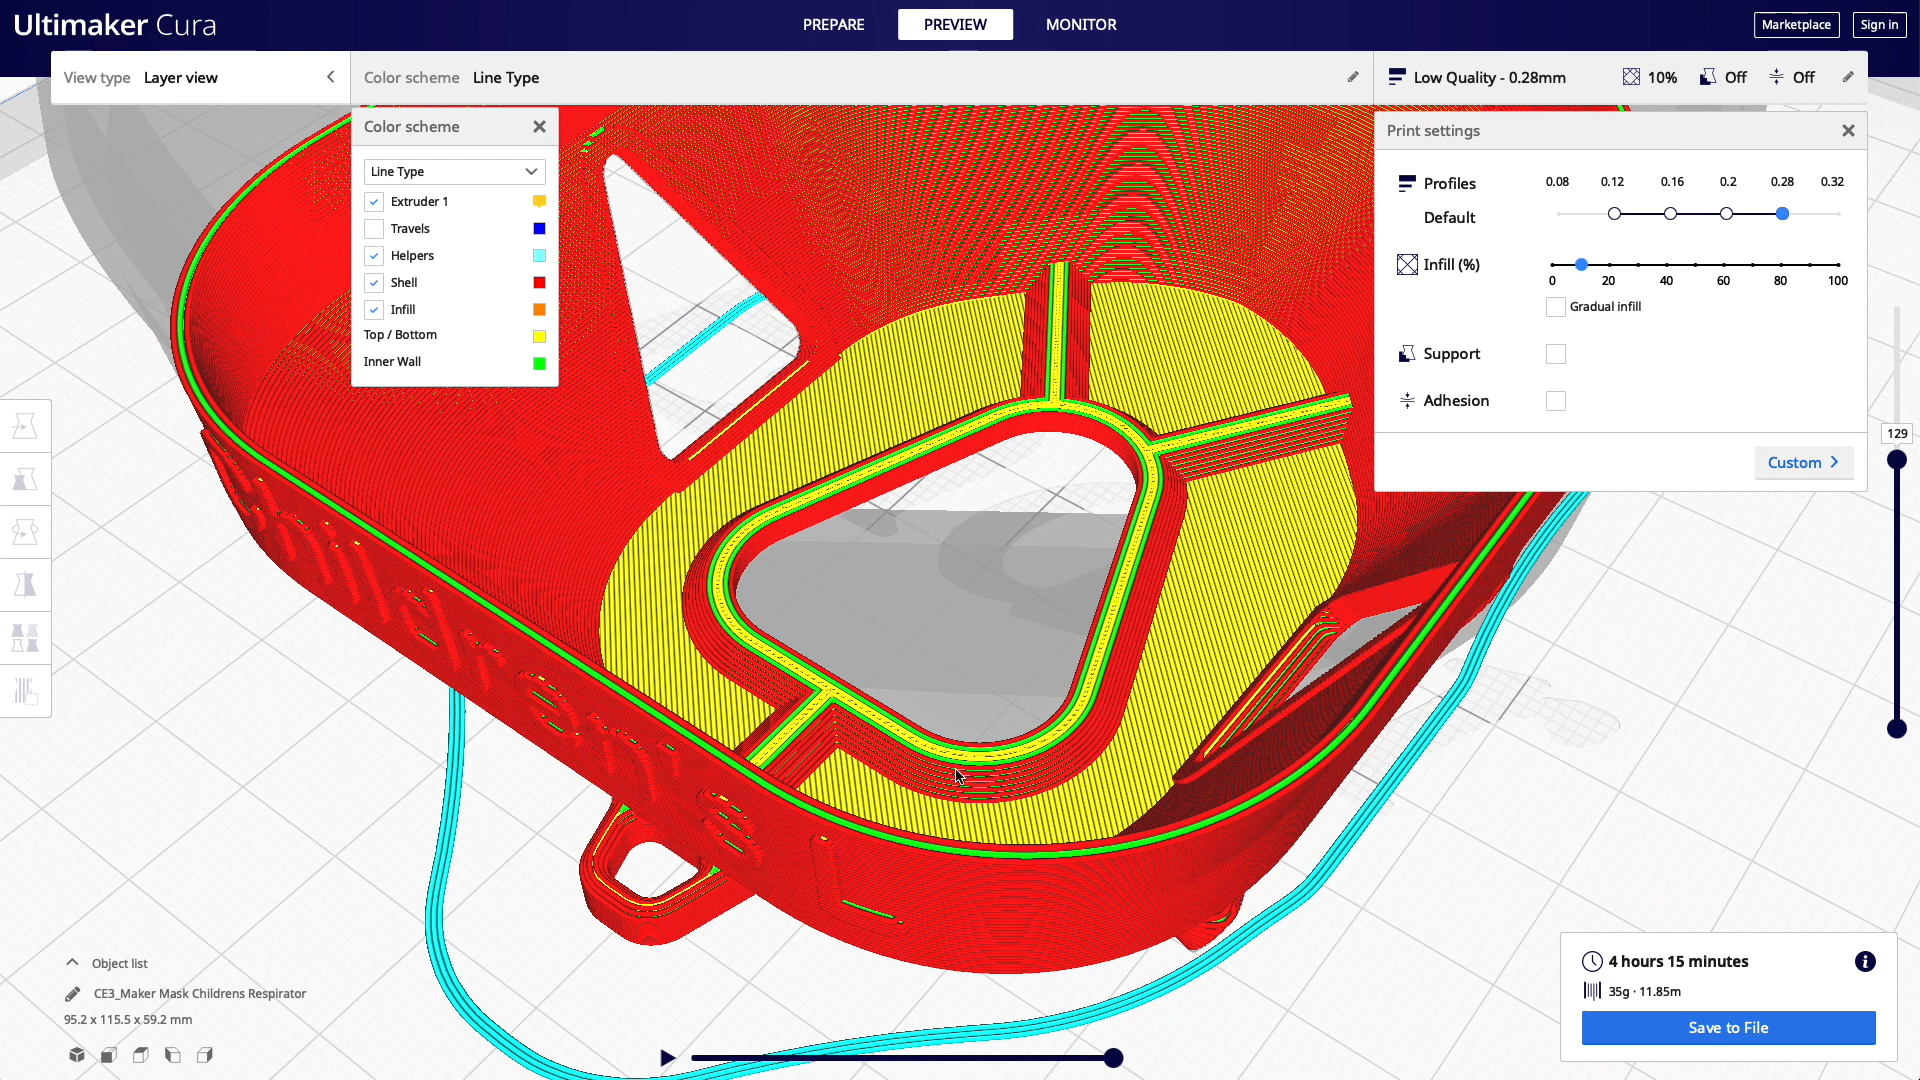 Ultimaker Cura
PREPARE
PREVIEW
MONITOR
Marketplace
Sign in
View type Layer view
Color scheme Line Type
Low Quality - 0.28mm
10%
Off
Off
Color scheme
Line Type
Extruder 1
Travels
Helpers
Shell
Infill
Top / Bottom
Inner Wall
Print settings
Profiles
0.08 0.12 0.16 0.2 0.28 0.32
Default
Infill (%)
0 20 40 60 80 100
Gradual infill
Support
Adhesion
Custom
129
Object list
CE3_Maker Mask Childrens Respirator
95.2 x 115.5 x 59.2 mm
4 hours 15 minutes
35g · 11.85m
Save to File